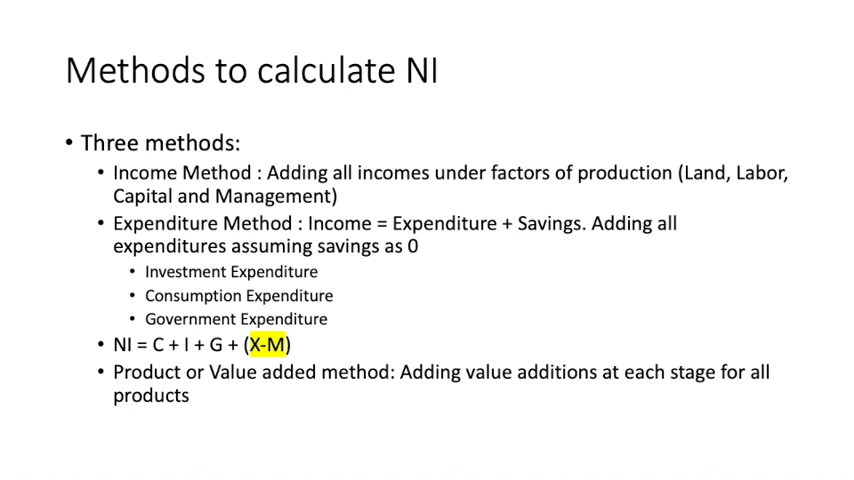 Methods to calculate NI
• Three methods:
• Income Method : Adding all incomes under factors of production (Land, Labor,
Capital and Management)
• Expenditure Method : Income = Expenditure + Savings. Adding all
expenditures assuming savings as 0
• Investment Expenditure
• Consumption Expenditure
• Government Expenditure
• NI = C + I + G + (X-M)
• Product or Value added method: Adding value additions at each stage for all
products